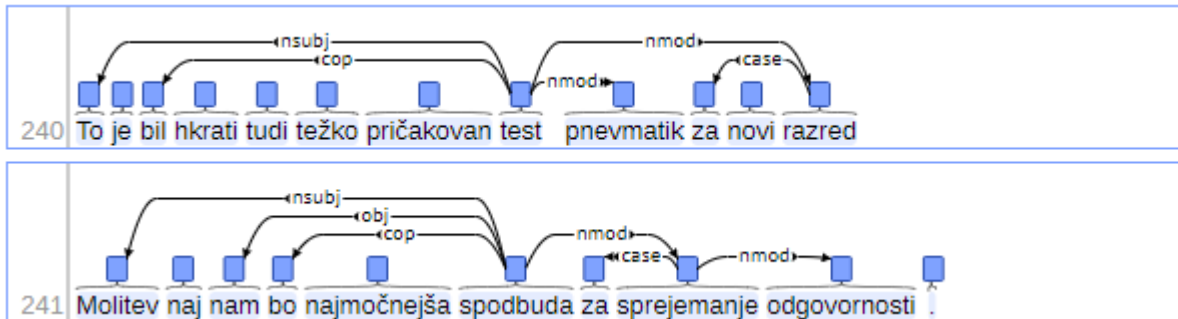 nsubj nmod
cop case
nmod
240 To je bil hkrati tudi težko pričakovan test pnevmatik za novi razred
nsubj
obj
cop nmod
case nmod
241 Molitev naj nam bo najmočnejša spodbuda za sprejemanje odgovornosti .